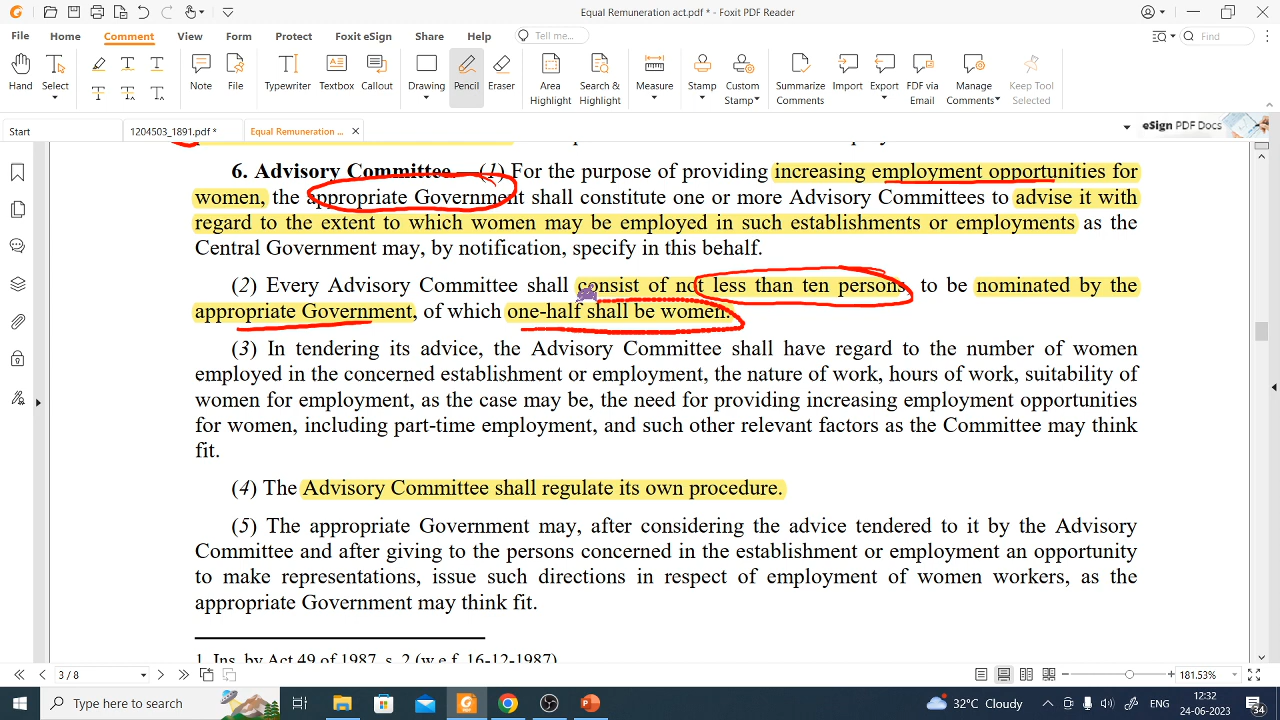 Equal Remuneration act.pdf * - Foxit PDF Reader
File Home Comment View Form Protect Foxit eSign Share Help Tell me... Find
Hand Select Note File Typewriter Textbox Callout Drawing Pencil Eraser Area Highlight Search & Highlight Measure Stamp Custom Stamp Summarize Comments Import Export FDF via Email Manage Comments Keep Tool Selected
Start 1204503_1891.pdf * Equal Remuneration ... eSign PDF Docs
6. Advisory Committee.—(1) For the purpose of providing increasing employment opportunities for
women, the appropriate Government shall constitute one or more Advisory Committees to advise it with
regard to the extent to which women may be employed in such establishments or employments as the
Central Government may, by notification, specify in this behalf.
(2) Every Advisory Committee shall consist of not less than ten persons, to be nominated by the
appropriate Government, of which one-half shall be women.
(3) In tendering its advice, the Advisory Committee shall have regard to the number of women
employed in the concerned establishment or employment, the nature of work, hours of work, suitability of
women for employment, as the case may be, the need for providing increasing employment opportunities
for women, including part-time employment, and such other relevant factors as the Committee may think
fit.
(4) The Advisory Committee shall regulate its own procedure.
(5) The appropriate Government may, after considering the advice tendered to it by the Advisory
Committee and after giving to the persons concerned in the establishment or employment an opportunity
to make representations, issue such directions in respect of employment of women workers, as the
appropriate Government may think fit.
1. Ins. by Act 49 of 1987, s. 2 (w.e.f. 16-12-1987)
3 / 8 181.53%
Type here to search 32°C Cloudy ENG 12:32
24-06-2023 34